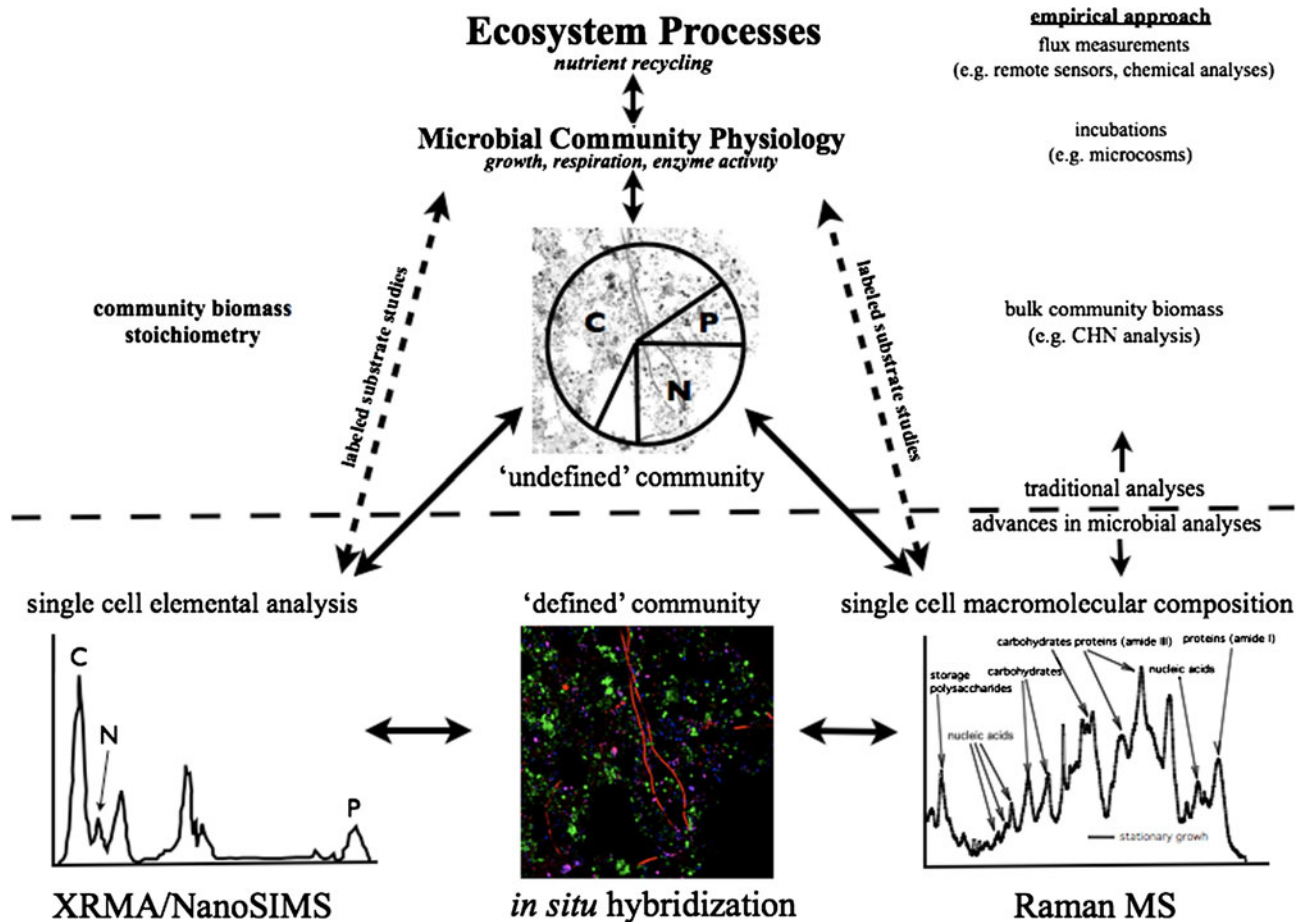 Ecosystem Processes
nutrient recycling
empirical approach
flux measurements
(e.g. remote sensors, chemical analyses)
Microbial Community Physiology
growth, respiration, enzyme activity
incubations
(e.g. microcosms)
community biomass
stoichiometry
labeled substrate studies
C
P
N
labeled substrate studies
bulk community biomass
(e.g. CHN analysis)
'undefined' community
traditional analyses
advances in microbial analyses
single cell elemental analysis
C
N
P
XRMA/NanoSIMS
'defined' community
in situ hybridization
single cell macromolecular composition
carbohydrates
proteins (amide III)
proteins (amide I)
storage
polysaccharides
carbohydrates
nucleic acids
nucleic acids
stationary growh
Raman MS